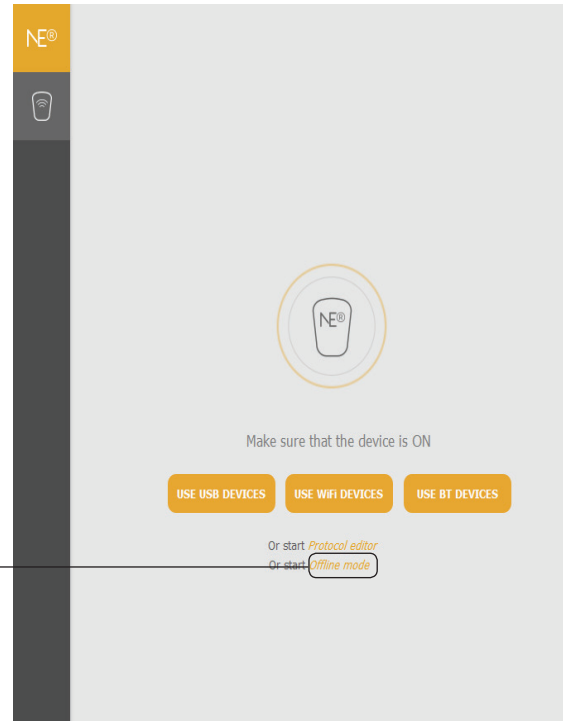 NE®
NE®
Make sure that the device is ON
USE USB DEVICES USE WiFi DEVICES USE BT DEVICES
Or start Protocol editor
Or start Offline mode